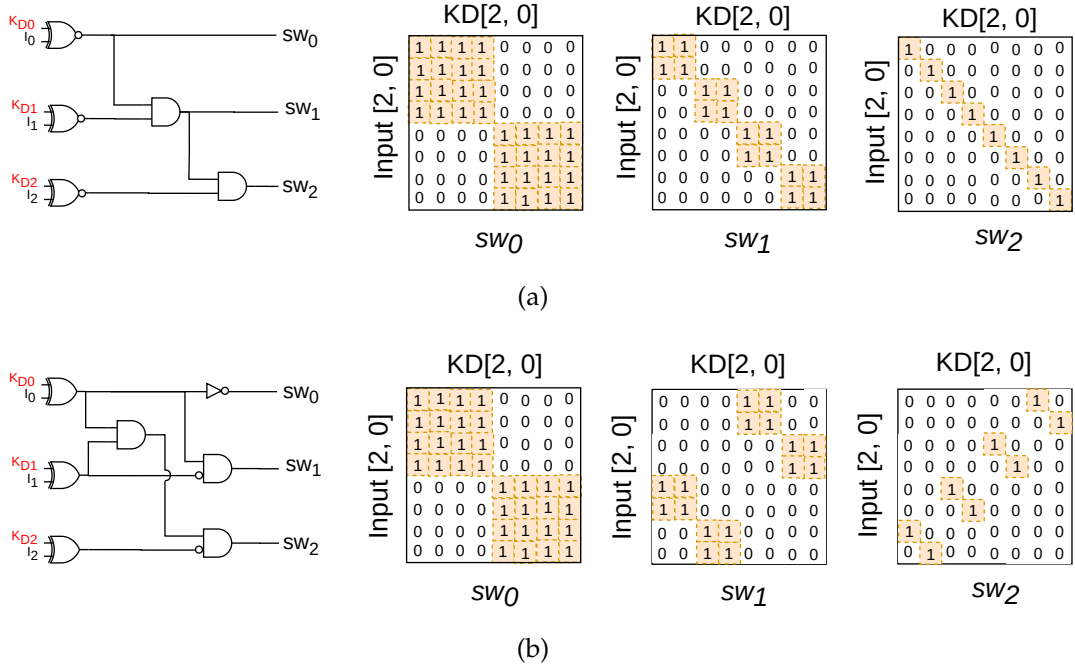 KD0
I0
SW0
KD1
I1
SW1
KD2
I2
SW2
KD[2, 0]
Input [2, 0]
1 1 1 1 0 0 0 0
1 1 1 1 0 0 0 0
1 1 1 1 0 0 0 0
1 1 1 1 0 0 0 0
0 0 0 0 1 1 1 1
0 0 0 0 1 1 1 1
0 0 0 0 1 1 1 1
0 0 0 0 1 1 1 1
sw0
KD[2, 0]
Input [2, 0]
1 1 0 0 0 0 0 0
1 1 0 0 0 0 0 0
0 0 1 1 0 0 0 0
0 0 1 1 0 0 0 0
0 0 0 0 1 1 0 0
0 0 0 0 1 1 0 0
0 0 0 0 0 0 1 1
0 0 0 0 0 0 1 1
sw1
KD[2, 0]
Input [2, 0]
1 0 0 0 0 0 0 0
0 1 0 0 0 0 0 0
0 0 1 0 0 0 0 0
0 0 0 1 0 0 0 0
0 0 0 0 1 0 0 0
0 0 0 0 0 1 0 0
0 0 0 0 0 0 1 0
0 0 0 0 0 0 0 1
sw2
(a)
KD0
I0
SW0
KD1
I1
SW1
KD2
I2
SW2
KD[2, 0]
Input [2, 0]
1 1 1 1 0 0 0 0
1 1 1 1 0 0 0 0
1 1 1 1 0 0 0 0
1 1 1 1 0 0 0 0
0 0 0 0 1 1 1 1
0 0 0 0 1 1 1 1
0 0 0 0 1 1 1 1
0 0 0 0 1 1 1 1
sw0
KD[2, 0]
Input [2, 0]
0 0 0 0 1 1 0 0
0 0 0 0 1 1 0 0
0 0 0 0 0 0 1 1
0 0 0 0 0 0 1 1
1 1 0 0 0 0 0 0
1 1 0 0 0 0 0 0
0 0 1 1 0 0 0 0
0 0 1 1 0 0 0 0
sw1
KD[2, 0]
Input [2, 0]
0 0 0 0 0 0 1 0
0 0 0 0 0 0 0 1
0 0 0 0 1 0 0 0
0 0 0 0 0 1 0 0
0 0 1 0 0 0 0 0
0 0 0 1 0 0 0 0
1 0 0 0 0 0 0 0
0 1 0 0 0 0 0 0
sw2
(b)